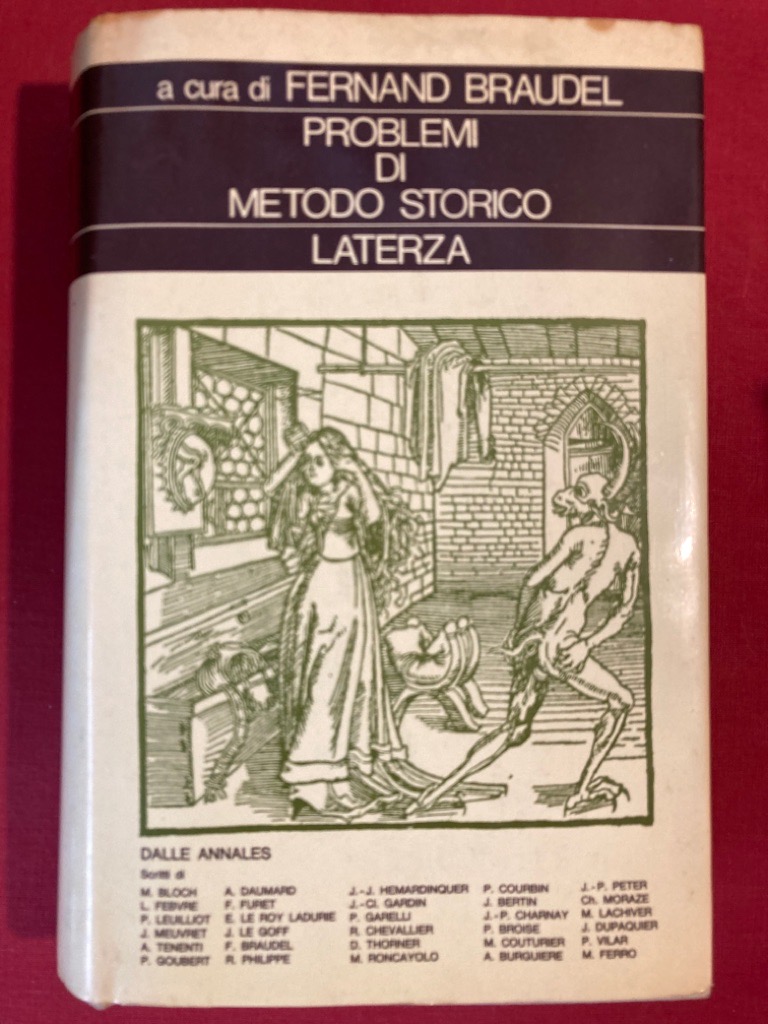 a cura di FERNAND BRAUDEL
PROBLEMI
DI
METODO STORICO
LATERZA
DALLE ANNALES
Scritti di
M. BLOCH
L. FEBVRE
P. LEUILLIOT
J. MEUVRET
A. TENENTI
P. GOUBERT
A. DAUMARD
F. FURET
E. LE ROY LADURIE
J. LE GOFF
F. BRAUDEL
R. PHILIPPE
J.-J. HEMARDINQUER
J.-Cl. GARDIN
P. GARELLI
R. CHEVALLIER
D. THORNER
M. RONCAYOLO
P. COURBIN
J. BERTIN
J.-P. CHARNAY
P. BROISE
M. COUTURIER
A. BURGUIERE
J.-P. PETER
Ch. MORAZE
M. LACHIVER
J. DUPAQUIER
P. VILAR
M. FERRO